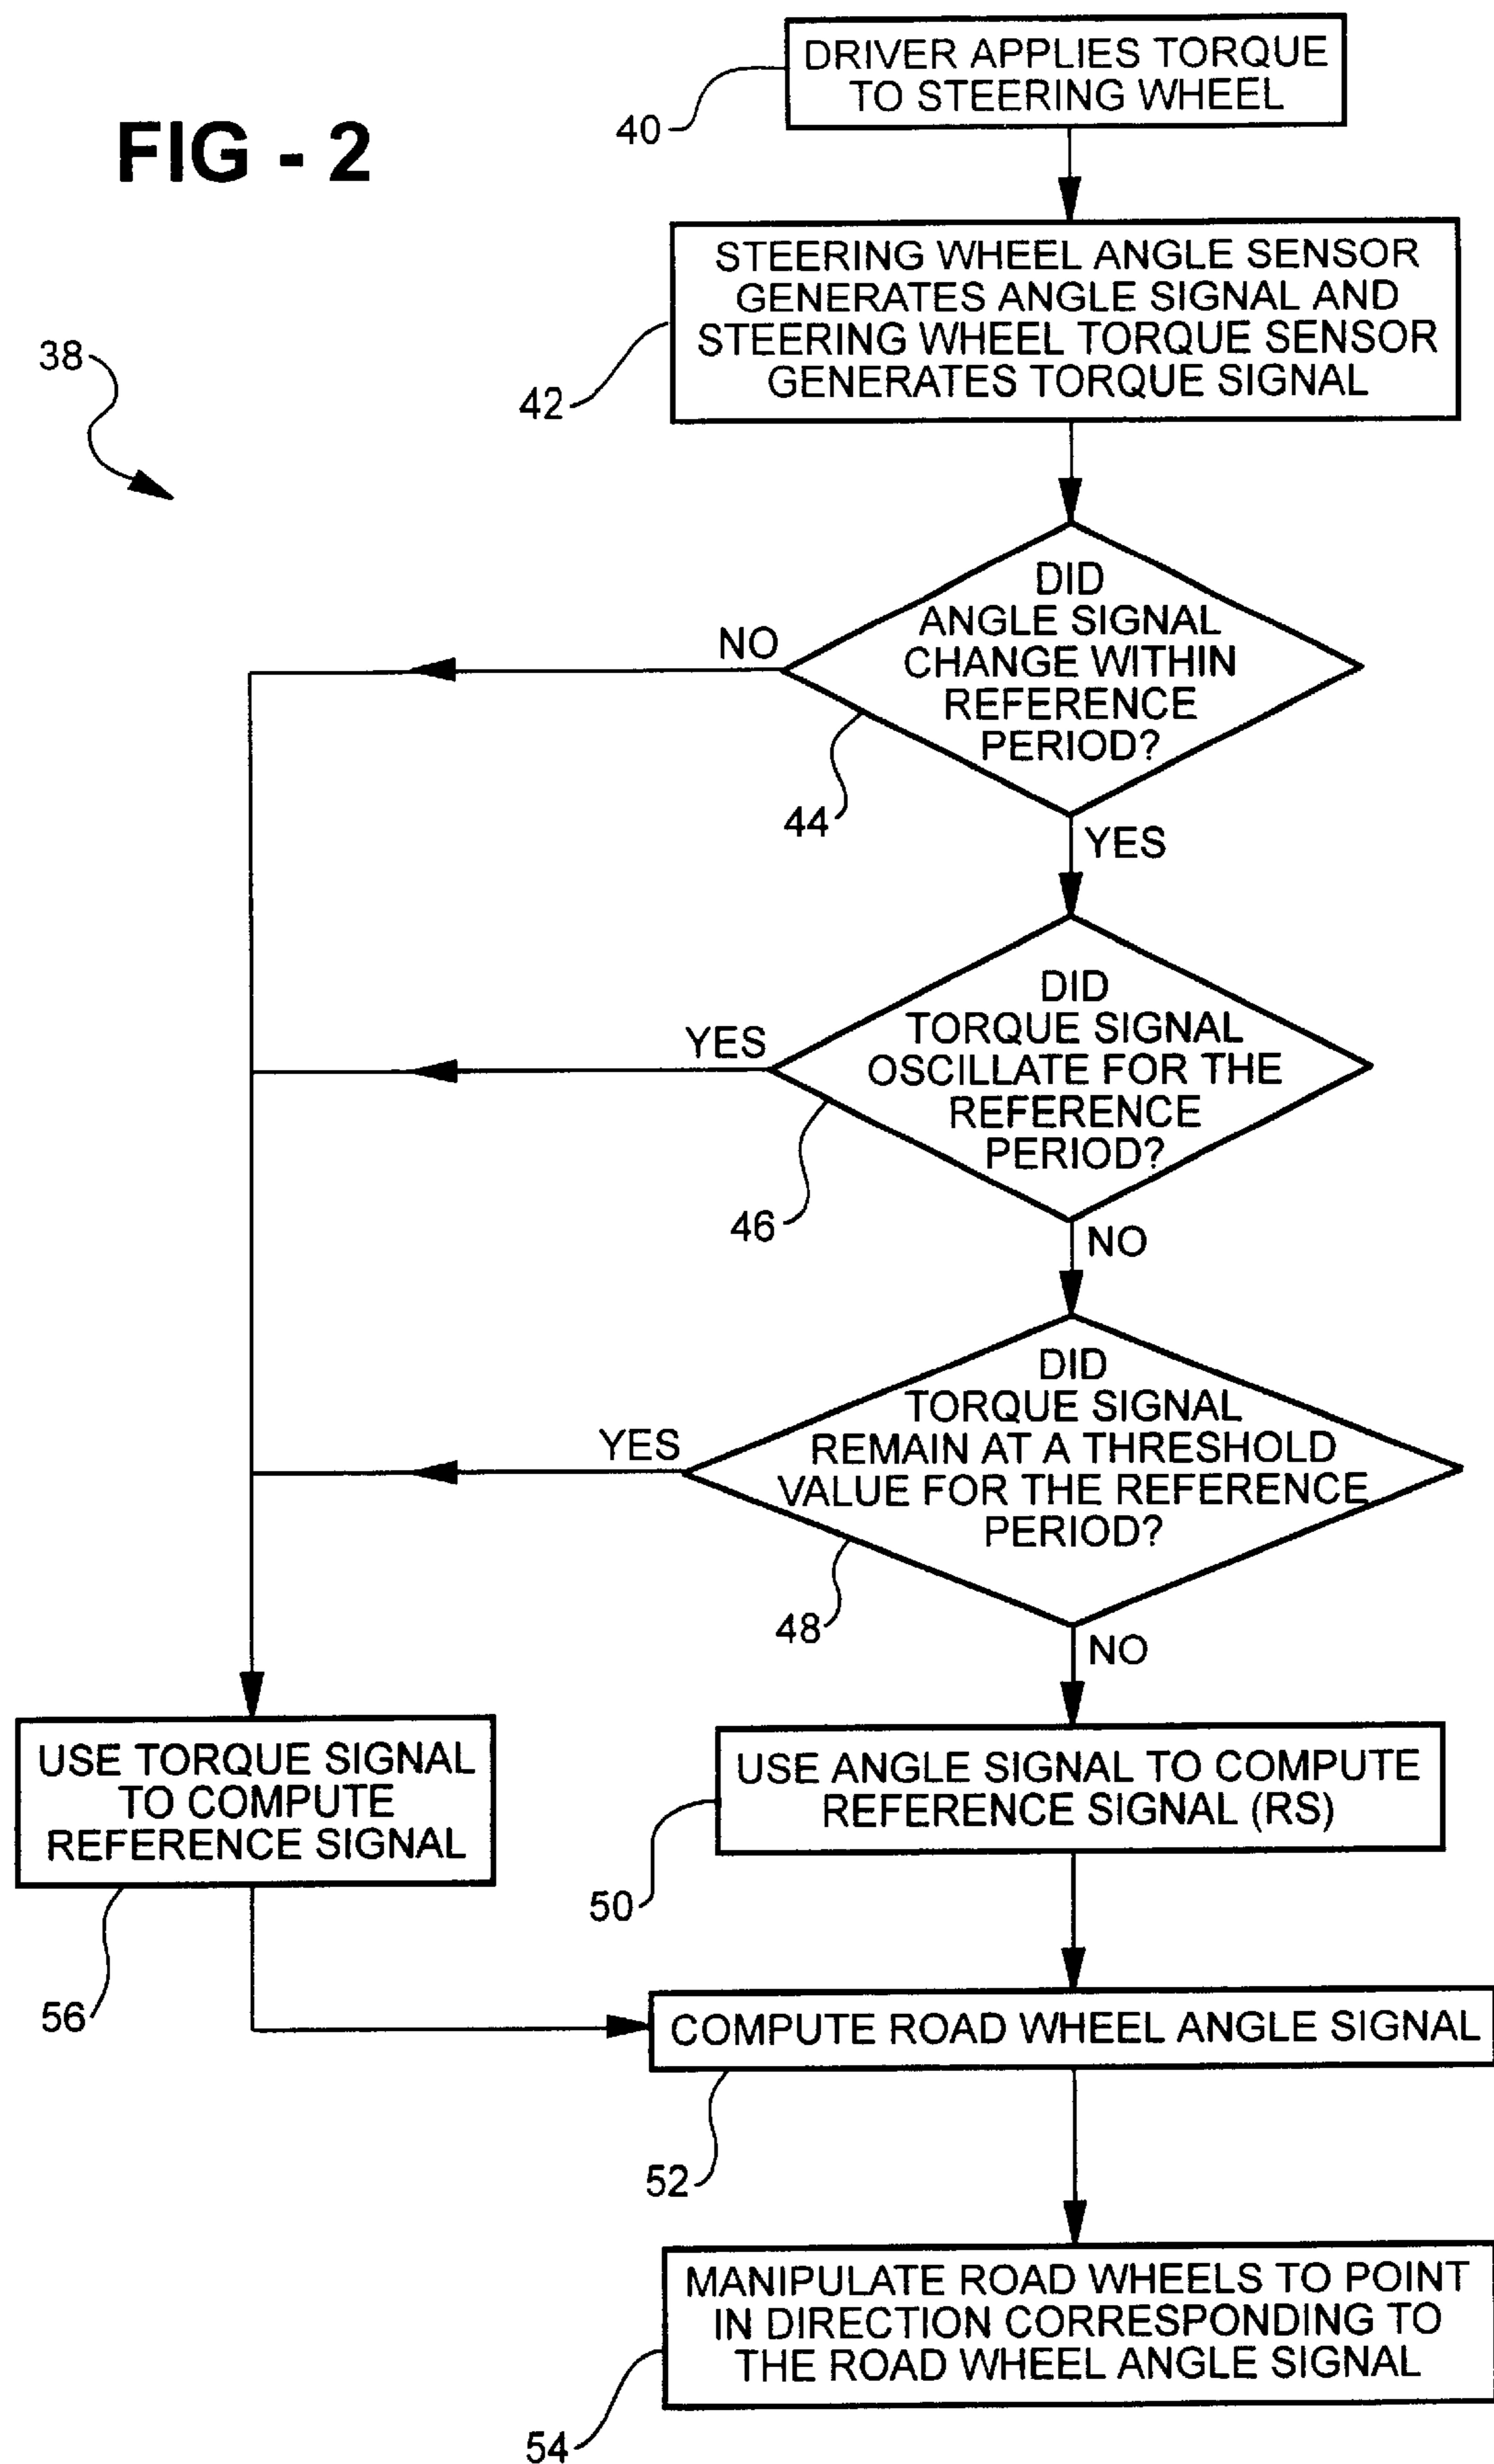 FIG - 2
DRIVER APPLIES TORQUE
TO STEERING WHEEL
40
STEERING WHEEL ANGLE SENSOR
GENERATES ANGLE SIGNAL AND
STEERING WHEEL TORQUE SENSOR
GENERATES TORQUE SIGNAL
42
38
DID
ANGLE SIGNAL
CHANGE WITHIN
REFERENCE
PERIOD?
NO
44
YES
DID
TORQUE SIGNAL
OSCILLATE FOR THE
REFERENCE
PERIOD?
YES
46
NO
DID
TORQUE SIGNAL
REMAIN AT A THRESHOLD
VALUE FOR THE REFERENCE
PERIOD?
YES
48
NO
USE TORQUE SIGNAL
TO COMPUTE
REFERENCE SIGNAL
56
USE ANGLE SIGNAL TO COMPUTE
REFERENCE SIGNAL (RS)
50
COMPUTE ROAD WHEEL ANGLE SIGNAL
52
MANIPULATE ROAD WHEELS TO POINT
IN DIRECTION CORRESPONDING TO
THE ROAD WHEEL ANGLE SIGNAL
54